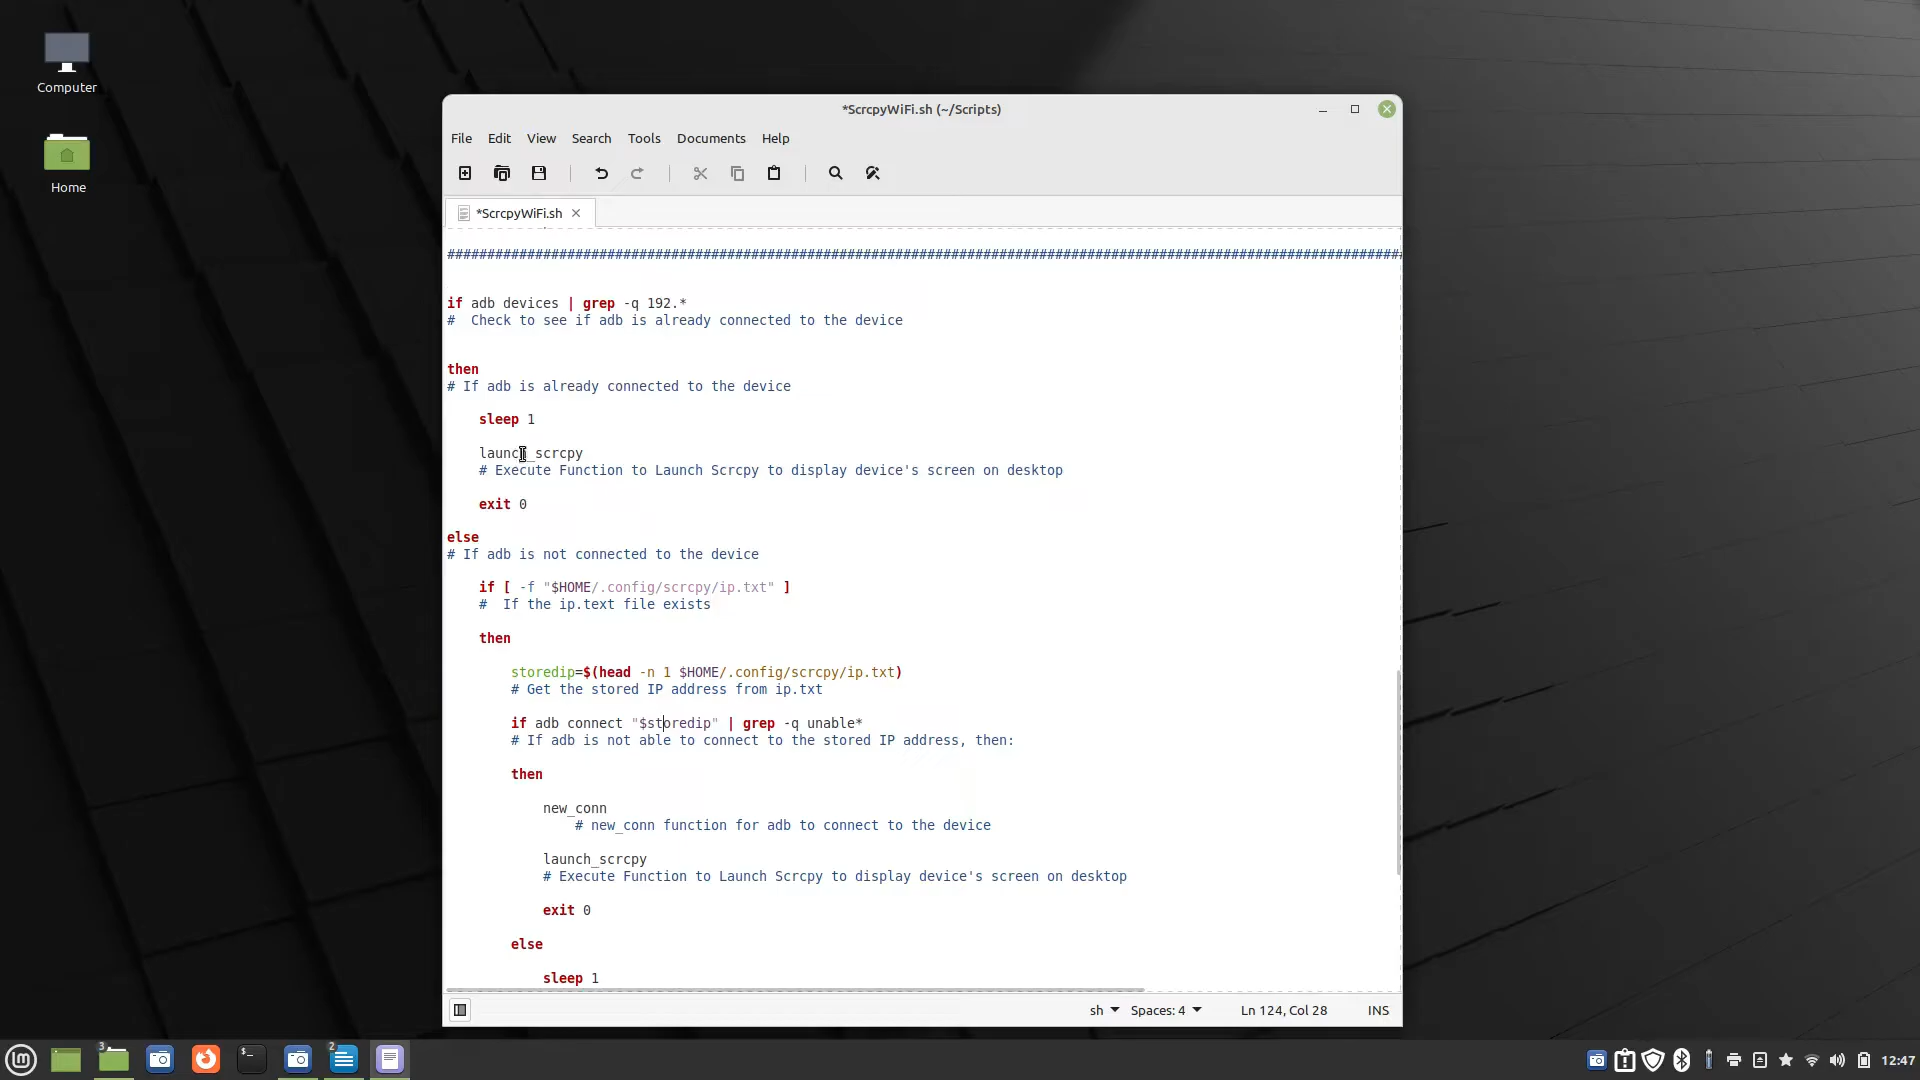 Computer
Home
*ScrcpyWiFi.sh (~/Scripts)
File Edit View Search Tools Documents Help
*ScrcpyWiFi.sh
if adb devices | grep -q 192.*
#  Check to see if adb is already connected to the device
then
# If adb is already connected to the device
sleep 1
launch_scrcpy
# Execute Function to Launch Scrcpy to display device's screen on desktop
exit 0
else
# If adb is not connected to the device
if [ -f "$HOME/.config/scrcpy/ip.txt" ]
#  If the ip.text file exists
then
storedip=$(head -n 1 $HOME/.config/scrcpy/ip.txt)
# Get the stored IP address from ip.txt
if adb connect "$storedip" | grep -q unable*
# If adb is not able to connect to the stored IP address, then:
then
new_conn
# new_conn function for adb to connect to the device
launch_scrcpy
# Execute Function to Launch Scrcpy to display device's screen on desktop
exit 0
else
sleep 1
sh Spaces: 4 Ln 124, Col 28 INS
3 2 12:47